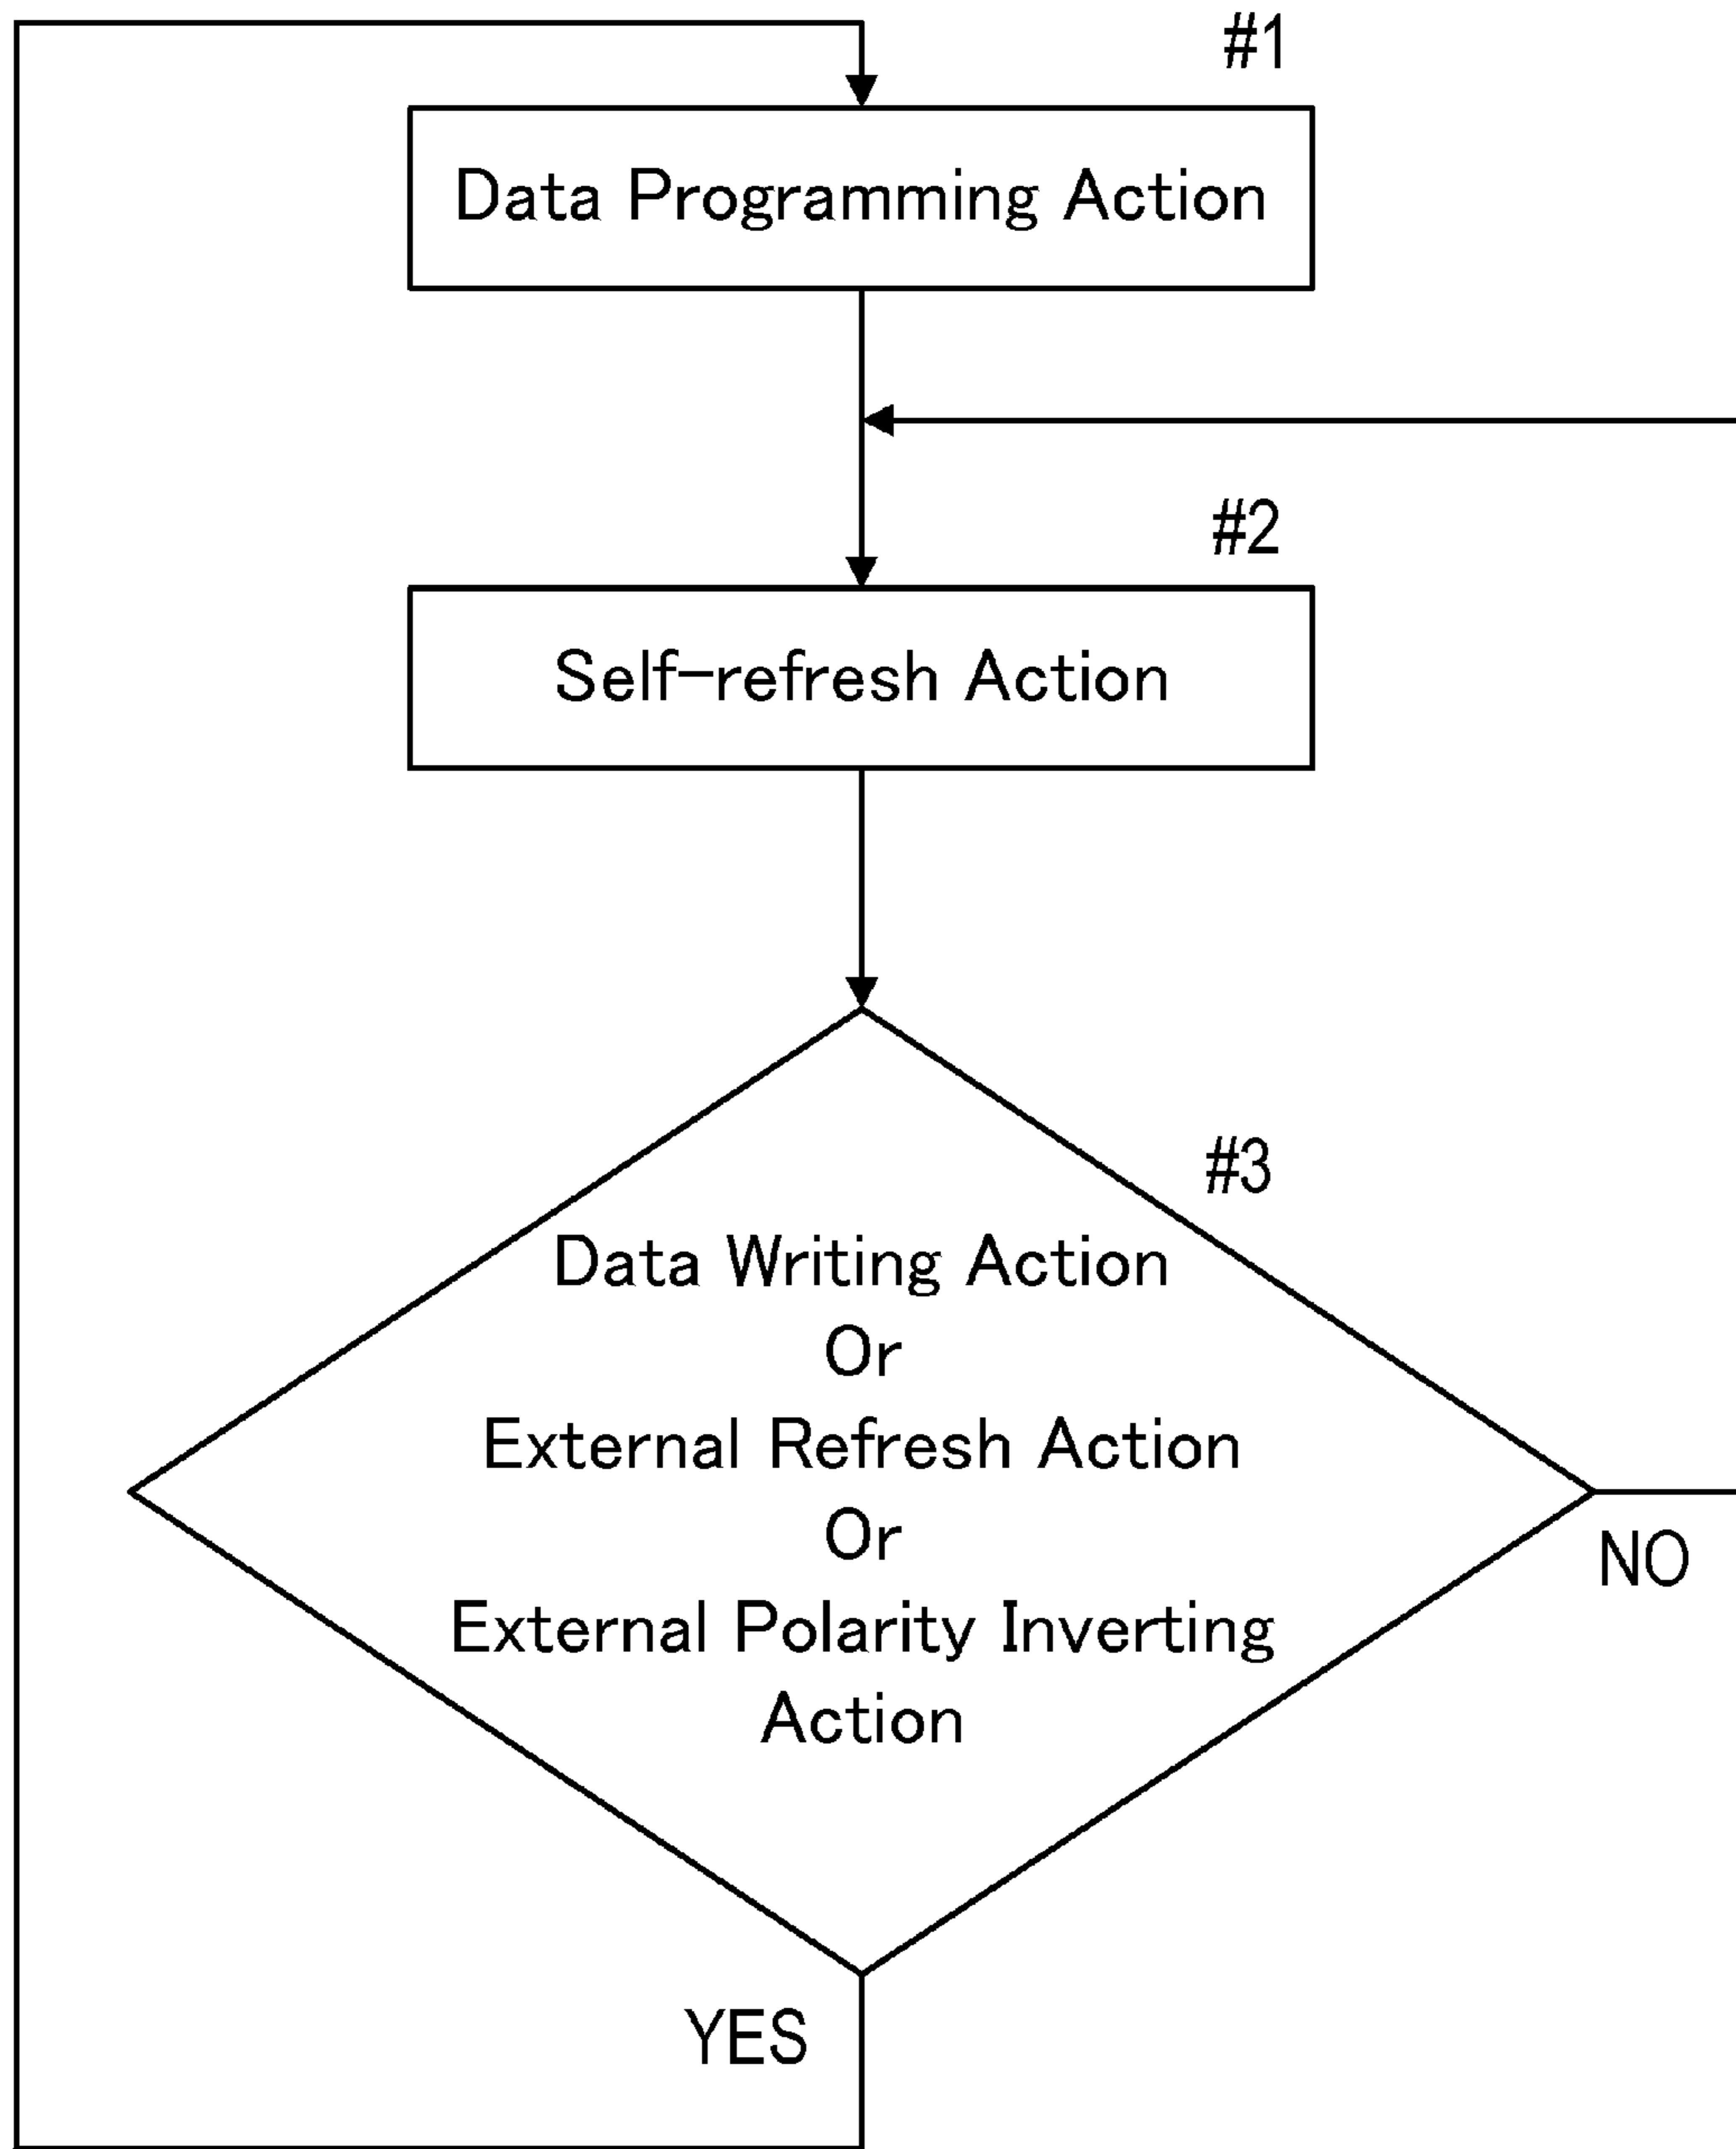 #1
Data Programming Action
#2
Self-refresh Action
#3
Data Writing Action
Or
External Refresh Action
Or
External Polarity Inverting
Action
NO
YES